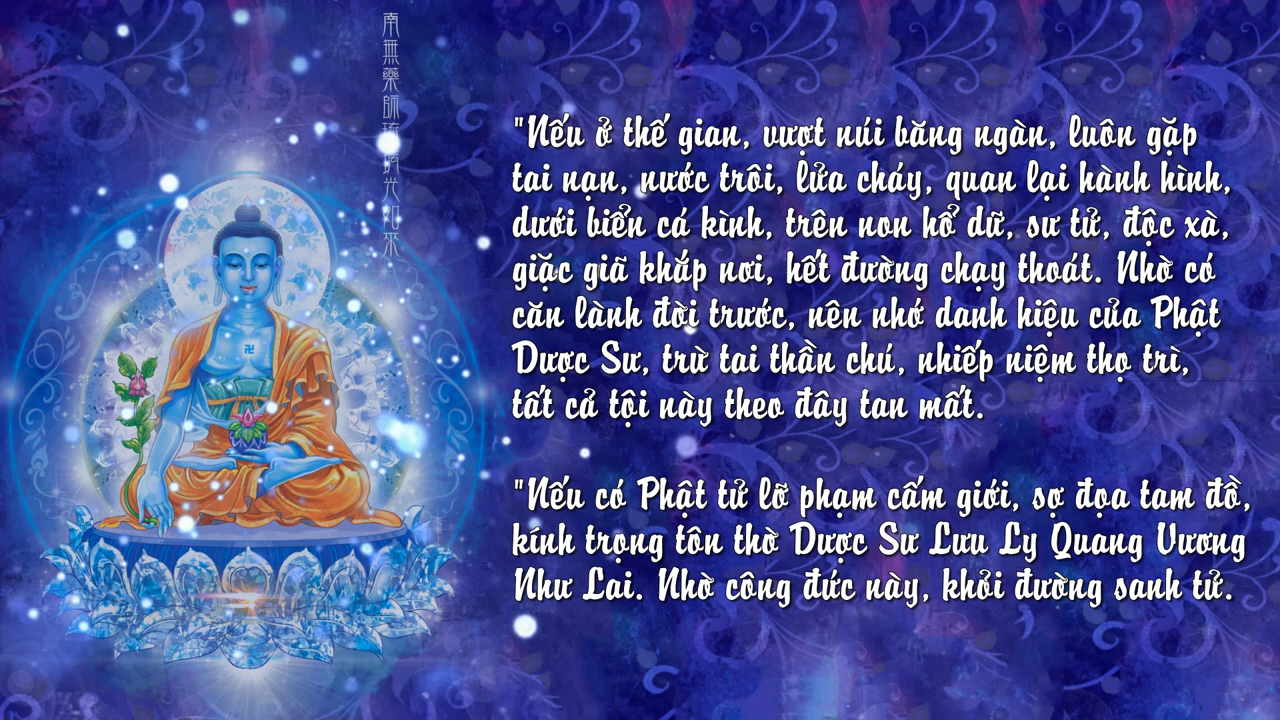 南無藥師琉璃光如來
"Nếu ở thế gian, vượt núi băng ngàn, luôn gặp
tai nạn, nước trôi, lửa cháy, quan lại hành hình,
dưới biển cá kình, trên non hổ dữ, sư tử, độc xà,
giặc giã khắp nơi, hết đường chạy thoát. Nhờ có
căn lành đời trước, nên nhớ danh hiệu của Phật
Dược Sư, trừ tai thần chú, nhiếp niệm thọ trì,
tất cả tội này theo đây tan mất.
"Nếu có Phật tử lỡ phạm cấm giới, sợ đọa tam đồ,
kính trọng tôn thờ Dược Sư Lưu Ly Quang Vương
Như Lai. Nhờ công đức này, khỏi đường sanh tử.